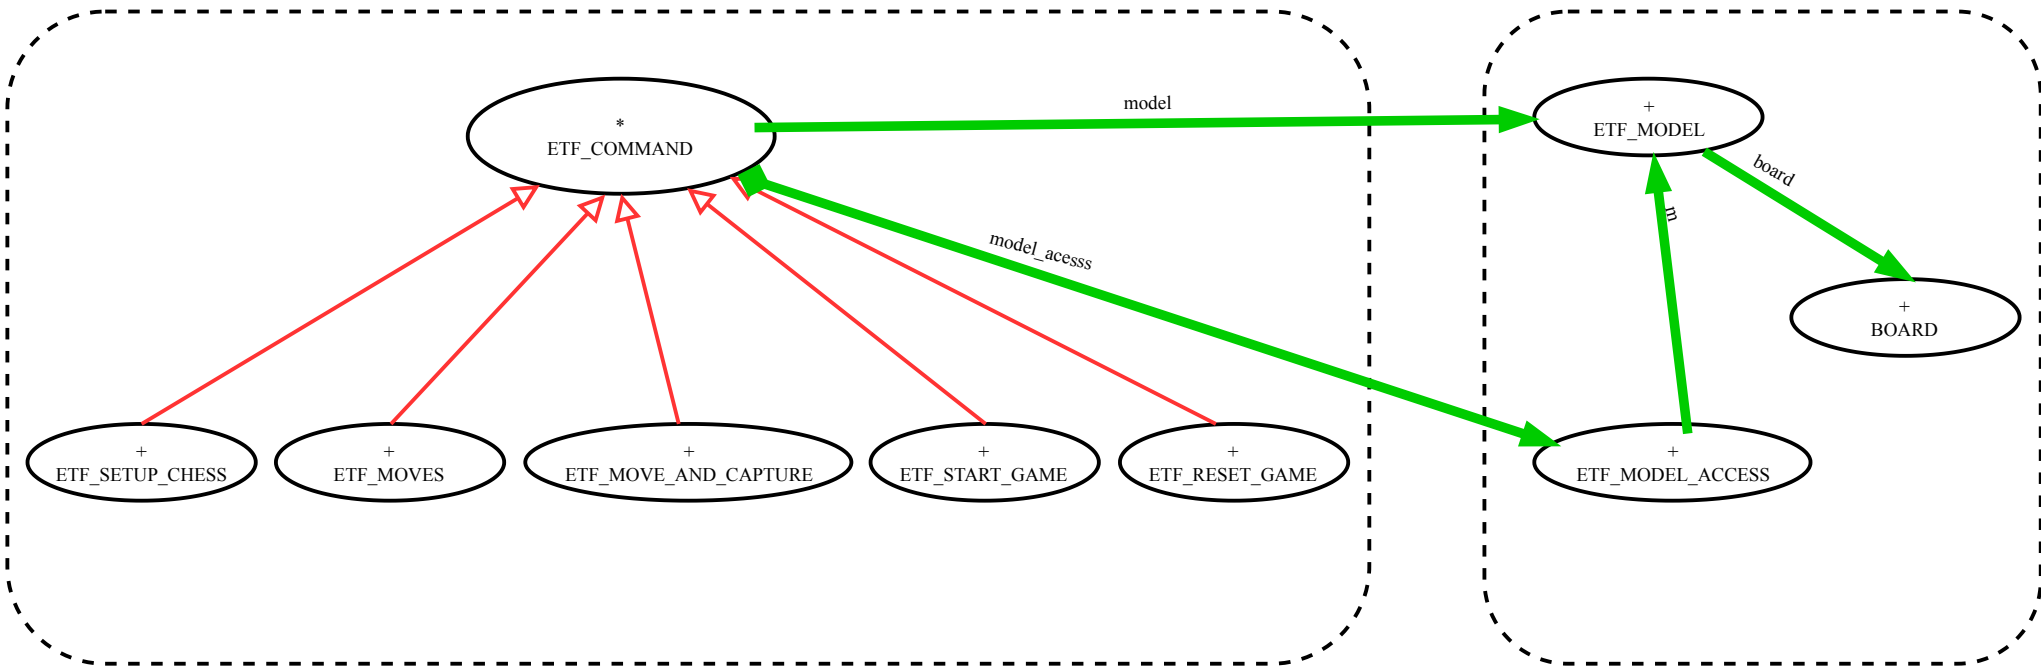 *
ETF_COMMAND
model
+
ETF_MODEL
board
m
model_acesss
+
BOARD
+
ETF_SETUP_CHESS
+
ETF_MOVES
+
ETF_MOVE_AND_CAPTURE
+
ETF_START_GAME
+
ETF_RESET_GAME
+
ETF_MODEL_ACCESS